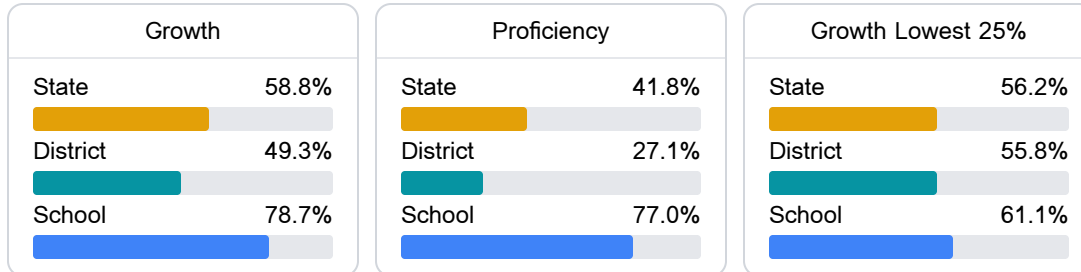 Growth
State 58.8%
District 49.3%
School 78.7%
Proficiency
State 41.8%
District 27.1%
School 77.0%
Growth Lowest 25%
State 56.2%
District 55.8%
School 61.1%